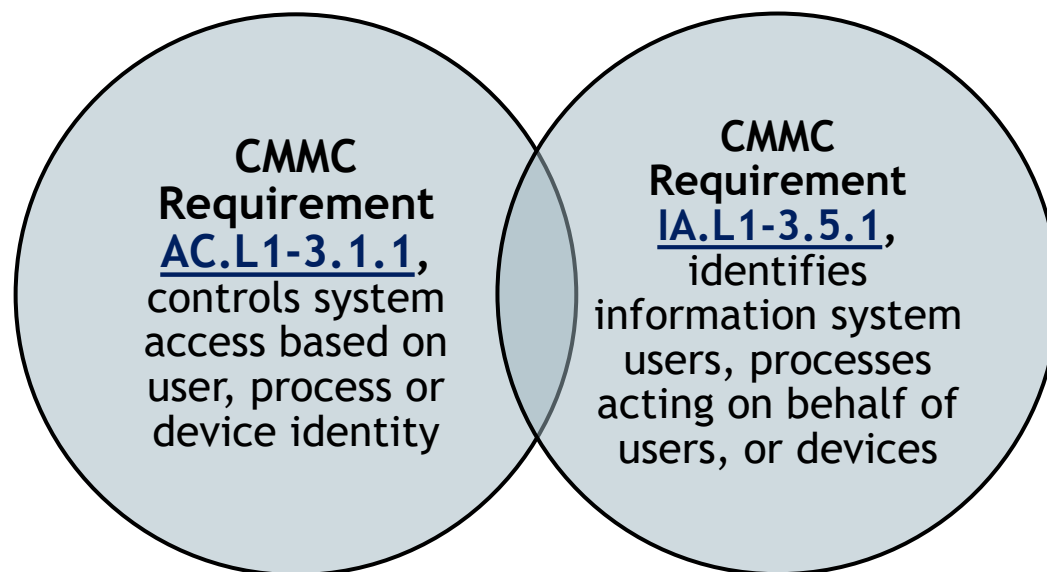 CMMC
Requirement
AC.L1-3.1.1,
controls system
access based on
user, process or
device identity
CMMC
Requirement
IA.L1-3.5.1,
identifies
information system
users, processes
acting on behalf of
users, or devices